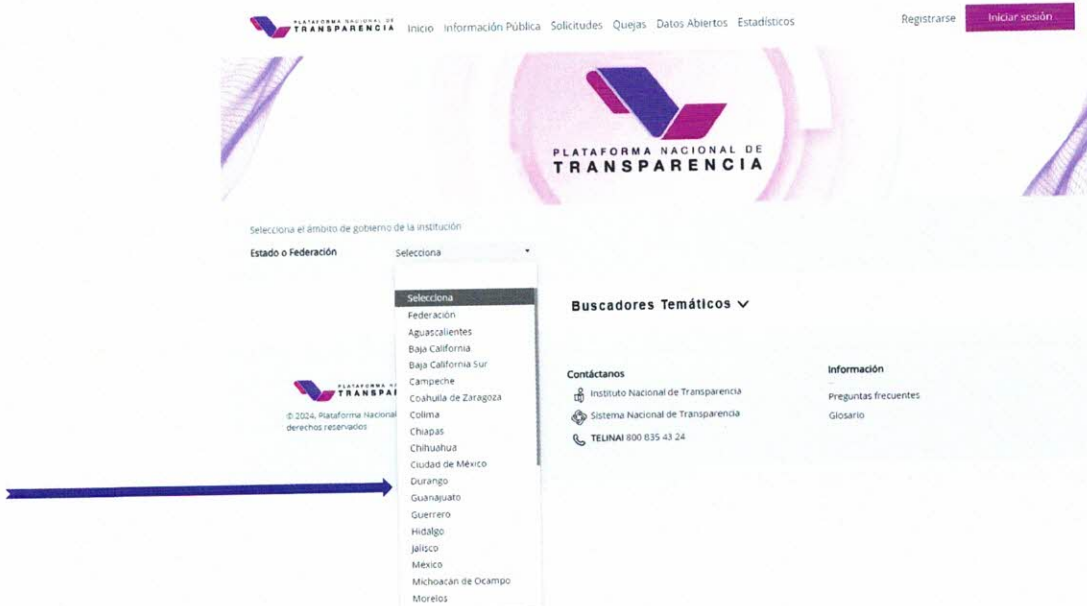 PLATAFORMA NACIONAL DE
TRANSPARENCIA
Inicio Información Pública Solicitudes Quejas Datos Abiertos Estadísticos
Registrarse
Iniciar sesión
PLATAFORMA NACIONAL DE
TRANSPARENCIA
Selecciona el ámbito de gobierno de la institución
Estado o Federación
Selecciona
Selecciona
Federación
Aguascalientes
Baja California
Baja California Sur
Campeche
Coahuila de Zaragoza
Colima
Chiapas
Chihuahua
Ciudad de México
Durango
Guanajuato
Guerrero
Hidalgo
Jalisco
México
Michoacán de Ocampo
Morelos
Buscadores Temáticos
PLATAFORMA
TRANSPA
© 2024, Plataforma Nacional
derechos reservados
Contáctanos
Instituto Nacional de Transparencia
Sistema Nacional de Transparencia
TELINAI 800 835 43 24
Información
Preguntas frecuentes
Glosario